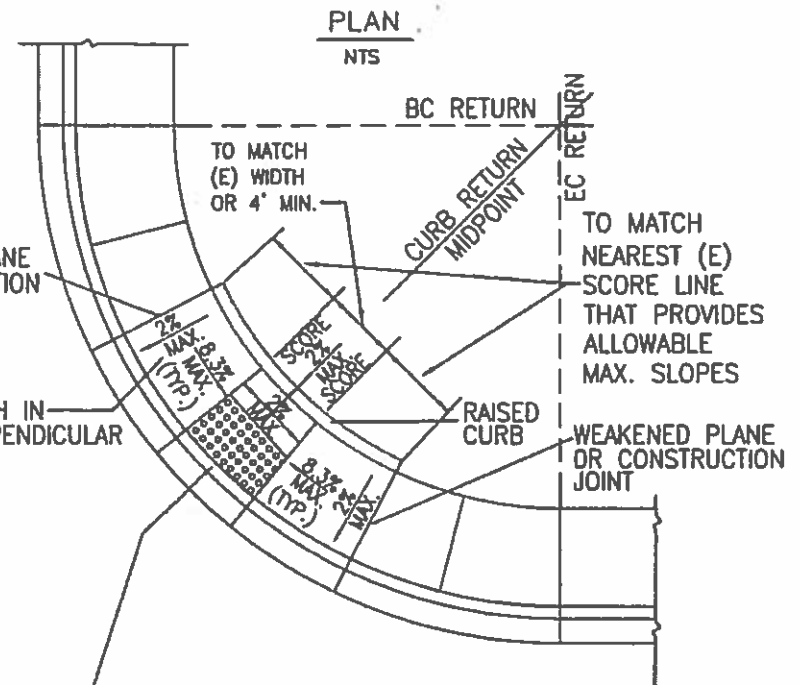 PLAN
NTS
BC RETURN
EC RETURN
CURB RETURN
MIDPOINT
TO MATCH
(E) WIDTH
OR 4' MIN.
TO MATCH
NEAREST (E)
SCORE LINE
THAT PROVIDES
ALLOWABLE
MAX. SLOPES
ANE
TION
2%
MAX.
8.3%
MAX.
(TYP.)
SCORE
2%
MAX
SCORE
2%
MAX
H IN
PENDICULAR
RAISED
CURB
8.3%
MAX.
(TYP.)
2%
MAX.
WEAKENED PLANE
OR CONSTRUCTION
JOINT